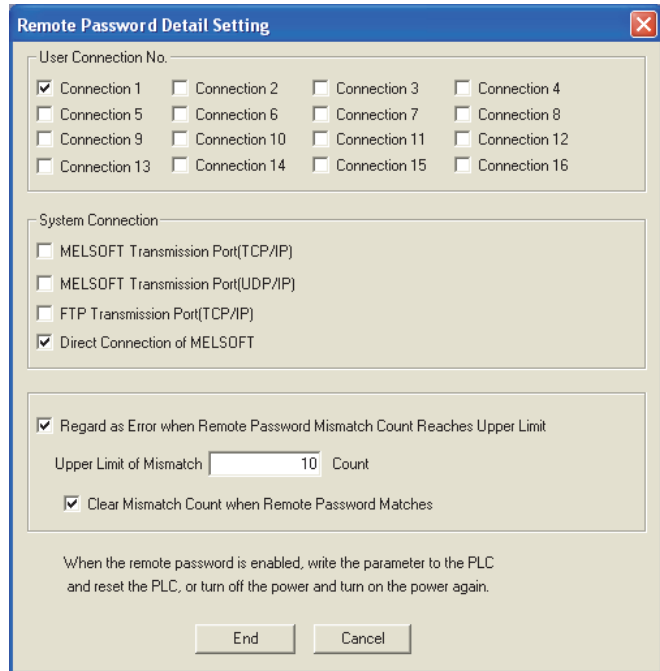 Remote Password Detail Setting
User Connection No.
Connection 1 Connection 2 Connection 3 Connection 4
Connection 5 Connection 6 Connection 7 Connection 8
Connection 9 Connection 10 Connection 11 Connection 12
Connection 13 Connection 14 Connection 15 Connection 16
System Connection
MELSOFT Transmission Port(TCP/IP)
MELSOFT Transmission Port(UDP/IP)
FTP Transmission Port(TCP/IP)
Direct Connection of MELSOFT
Regard as Error when Remote Password Mismatch Count Reaches Upper Limit
Upper Limit of Mismatch 10 Count
Clear Mismatch Count when Remote Password Matches
When the remote password is enabled, write the parameter to the PLC
and reset the PLC, or turn off the power and turn on the power again.
End Cancel